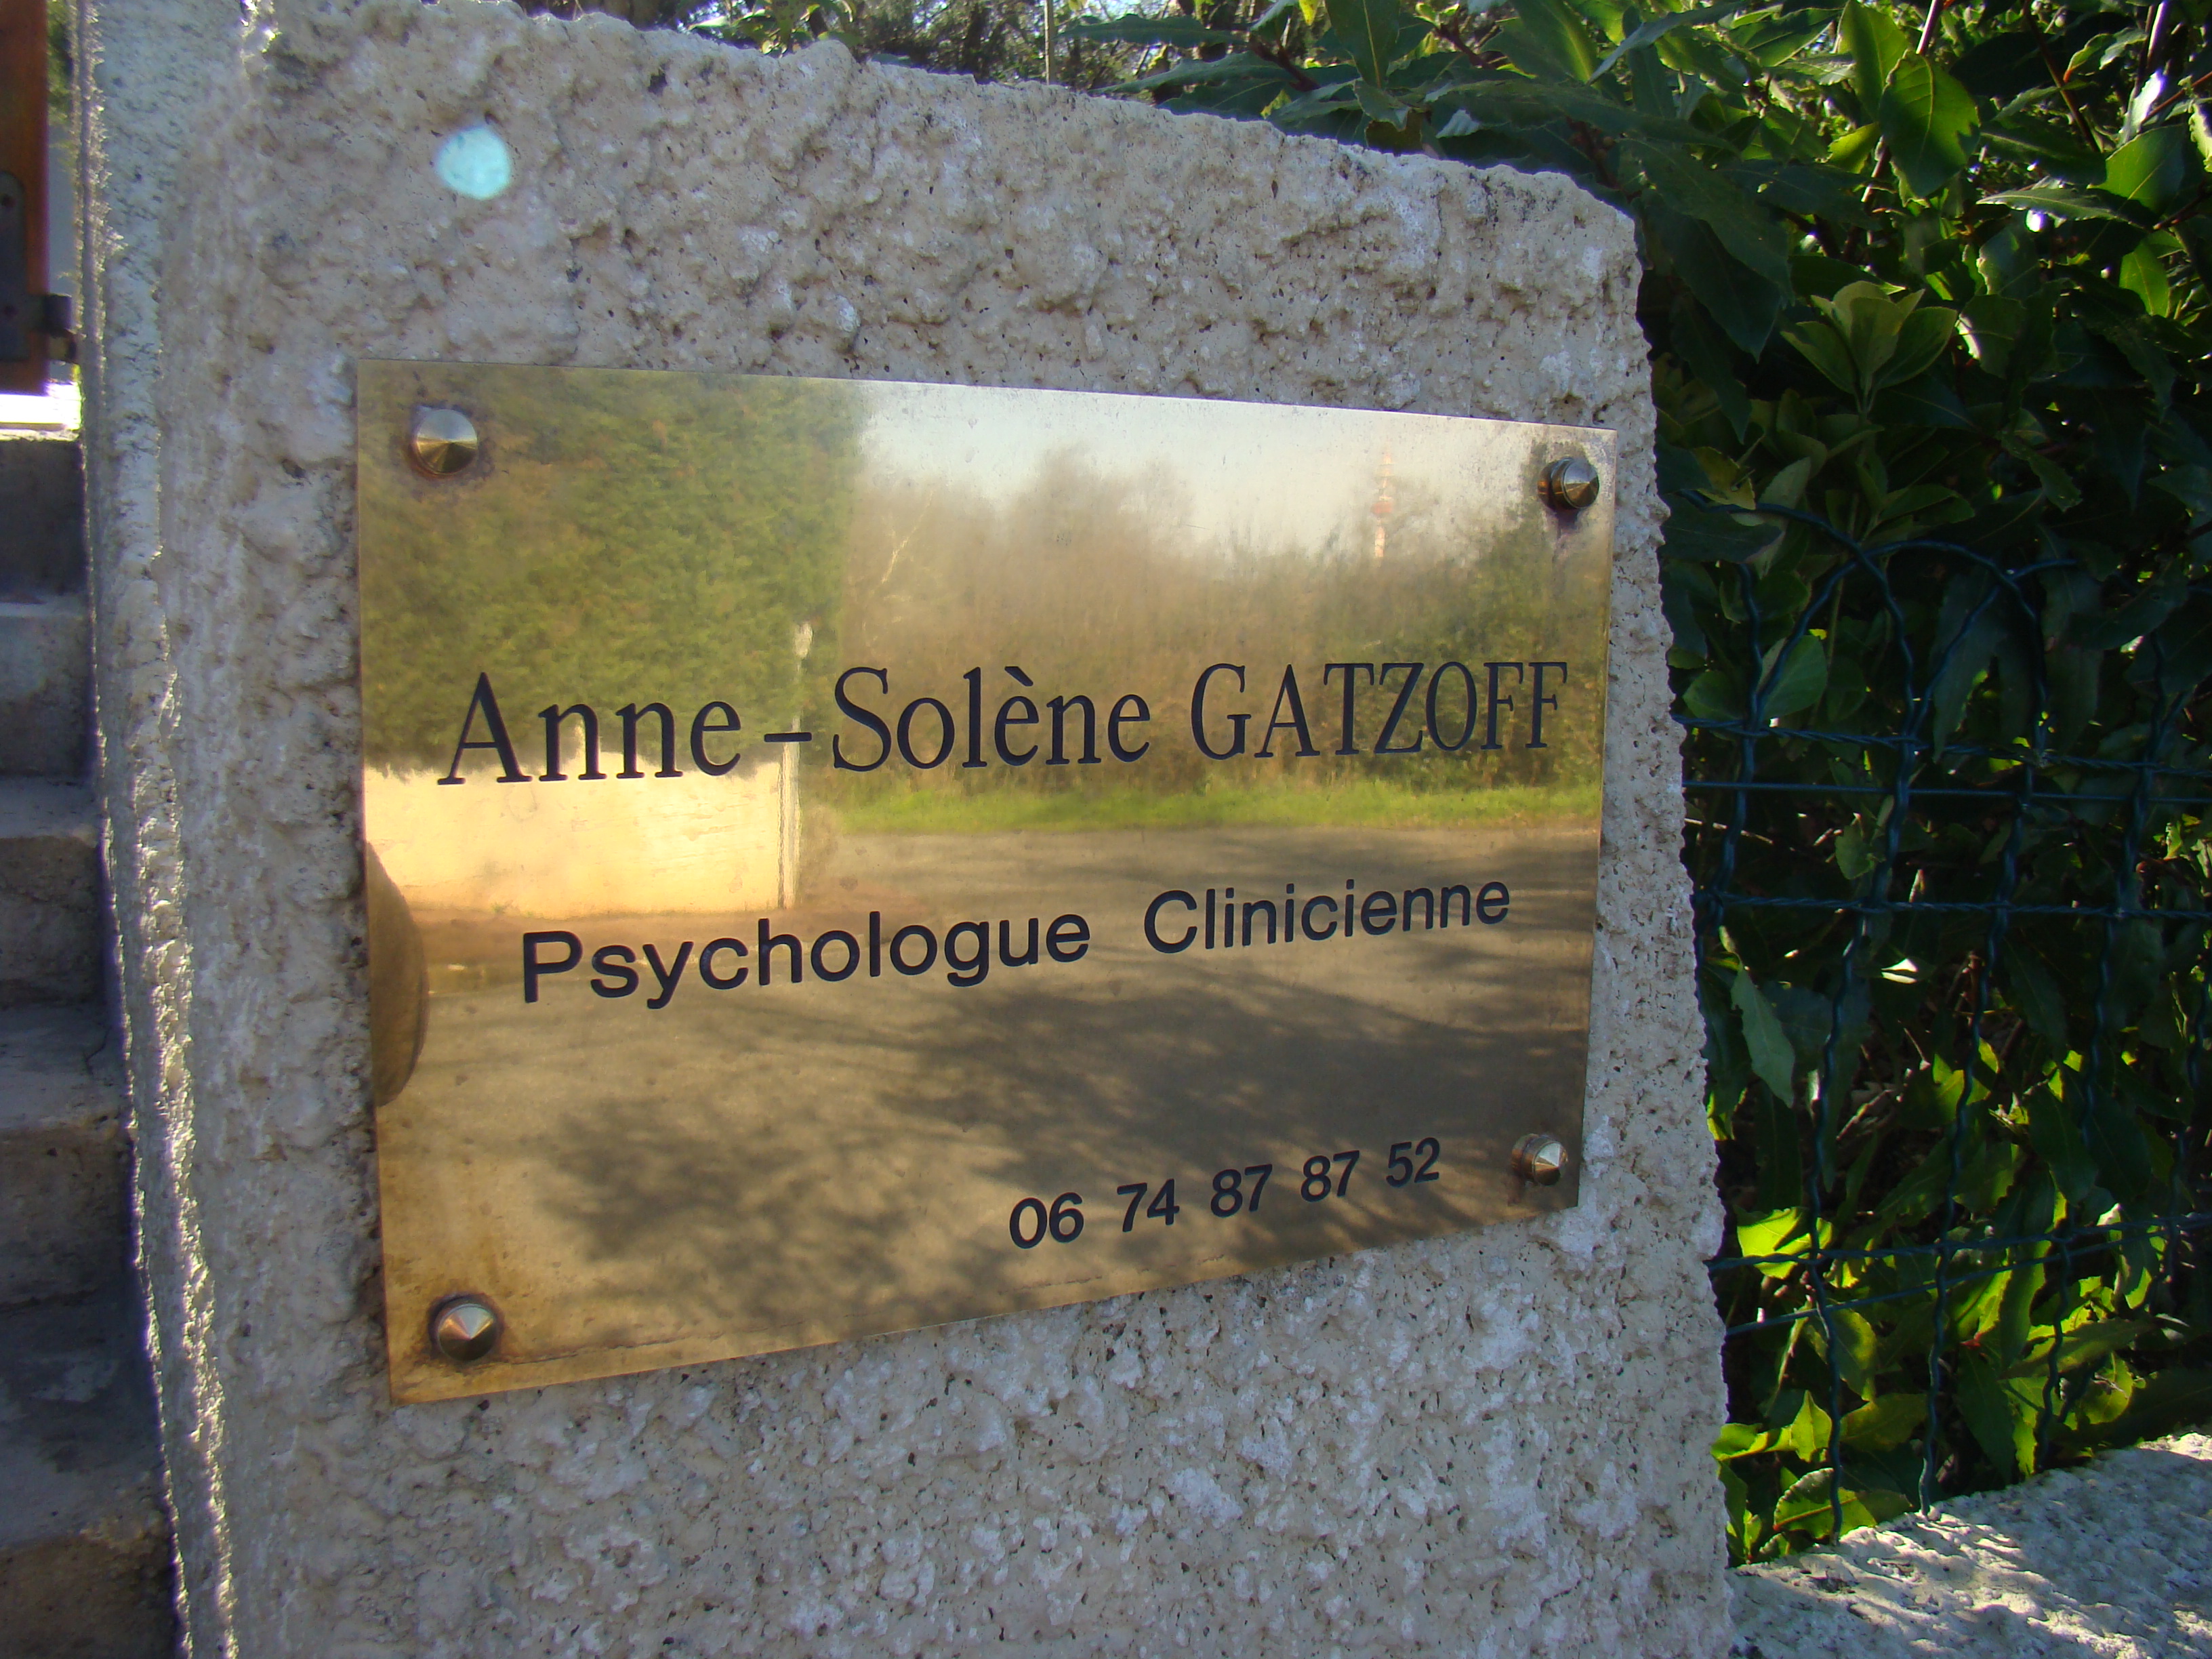 Anne-Solène GATZOFF
Psychologue Clinicienne
06 74 87 87 52